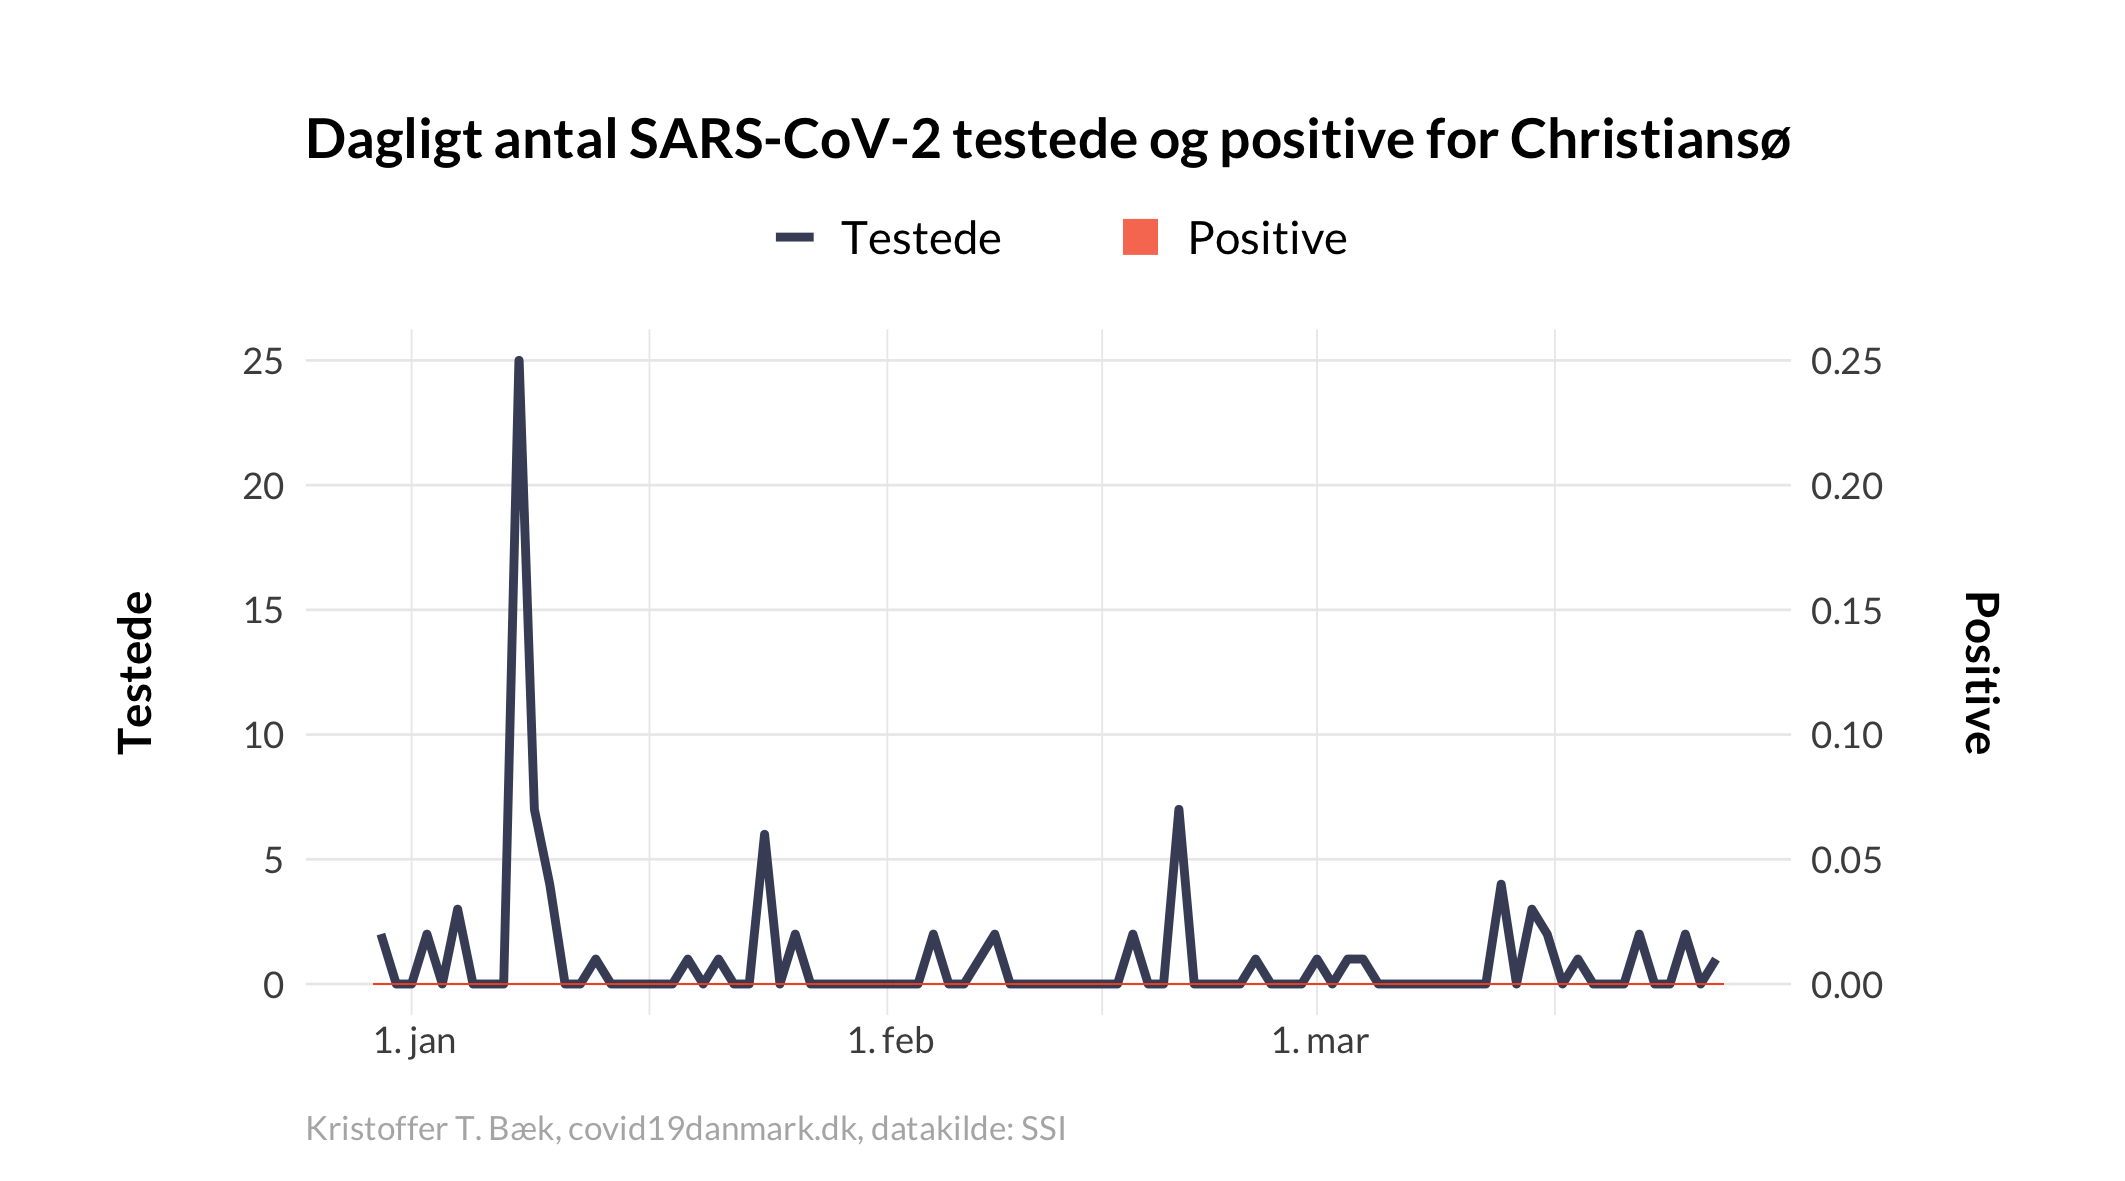 Dagligt antal SARS-CoV-2 testede og positive for Christiansø
Testede
Positive
25
20
15
10
5
0
0.25
0.20
0.15
0.10
0.05
0.00
Testede
Positive
1. jan
1. feb
1. mar
Kristoffer T. Bæk, covid19danmark.dk, datakilde: SSI